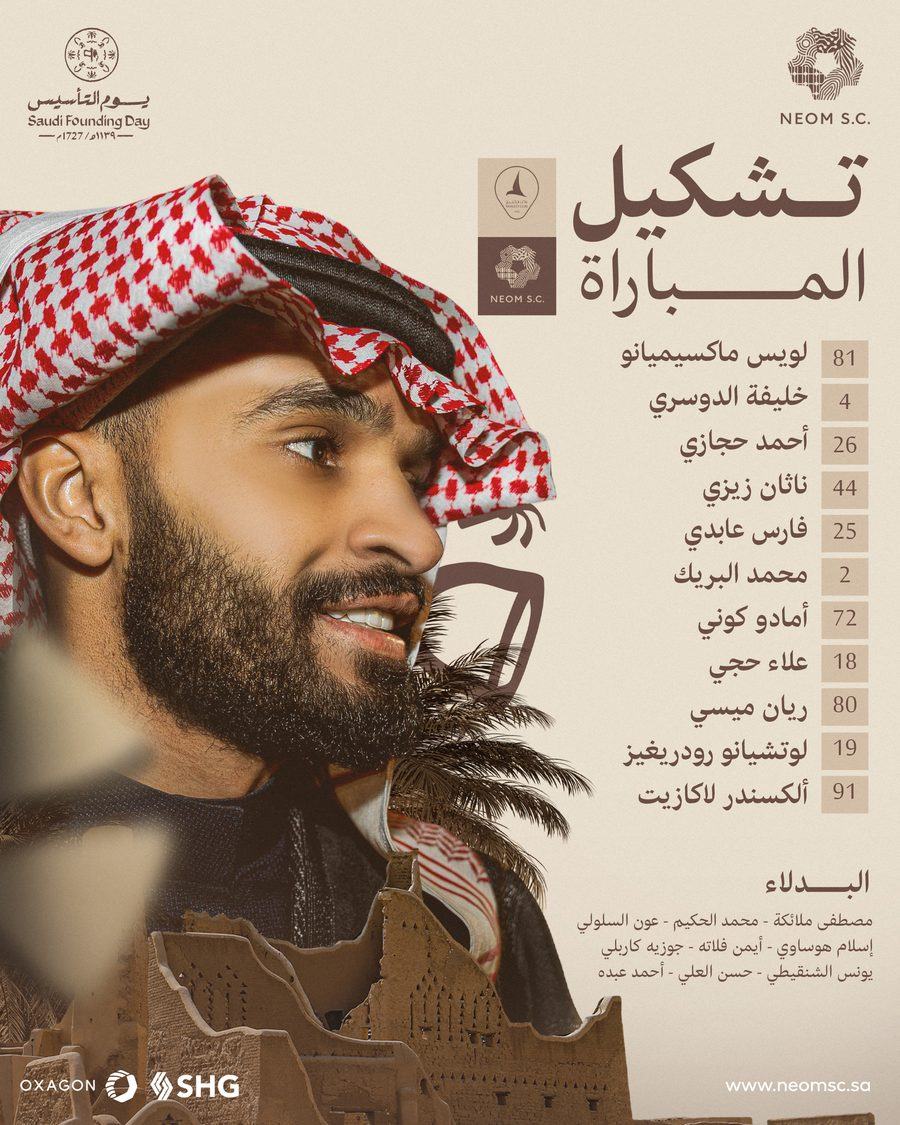 يوم التأسيس
Saudi Founding Day
١١٣٩هـ/ 1727م
NEOM S.C.
تشكيل
المباراة
NEOM S.C.
81 لويس ماكسيميانو
4 خليفة الدوسري
26 أحمد حجازي
44 ناثان زيزي
25 فارس عابدي
2 محمد البريك
72 أمادو كوني
18 علاء حجي
80 ريان ميسي
19 لوتشيانو رودريغيز
91 ألكسندر لاكازيت
البدلاء
مصطفى ملائكة - محمد الحكيم - عون السلولي
إسلام هوساوي - أيمن فلاته - جوزيه كاربلي
يونس الشنقيطي - حسن العلي - أحمد عبده
OXAGON SHG
www.neomsc.sa